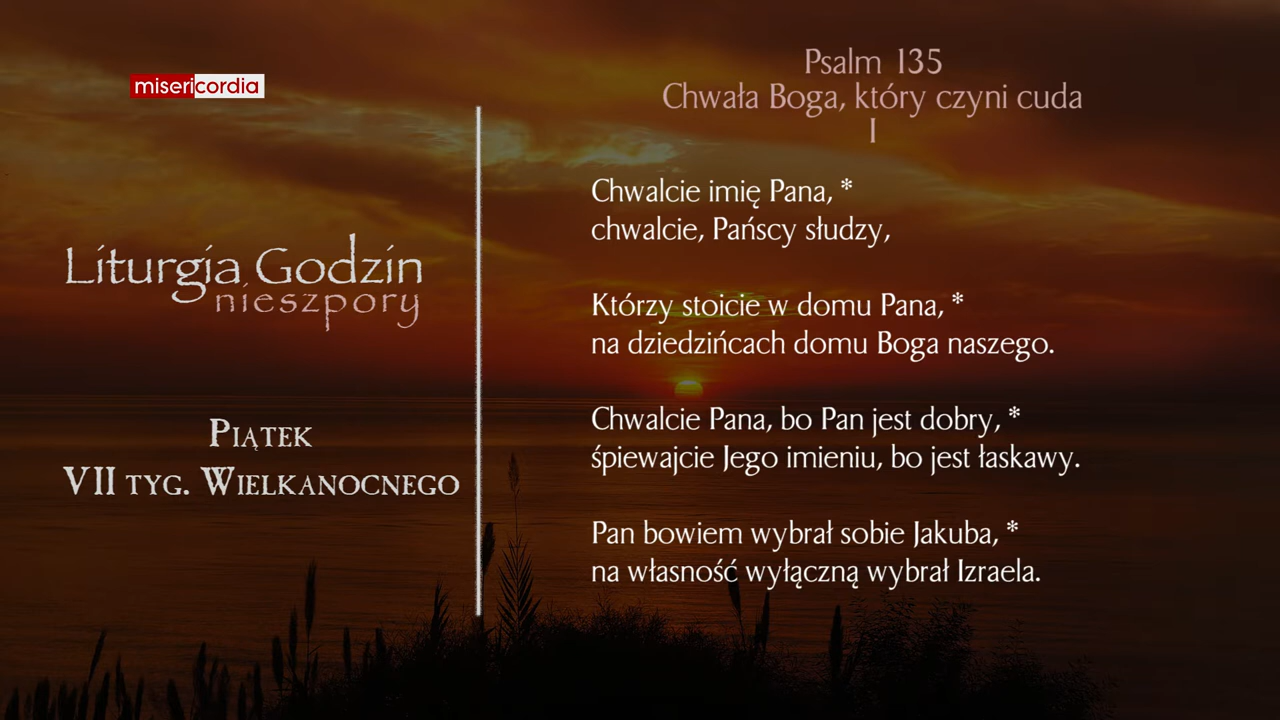 misericordia
Liturgia Godzin
nieszpory
Piątek
VII tyg. Wielkanocnego
Psalm 135
Chwała Boga, który czyni cuda
I
Chwalcie imię Pana, *
chwalcie, Pańscy słudzy,
Którzy stoicie w domu Pana, *
na dziedzińcach domu Boga naszego.
Chwalcie Pana, bo Pan jest dobry, *
śpiewajcie Jego imieniu, bo jest łaskawy.
Pan bowiem wybrał sobie Jakuba, *
na własność wyłączną wybrał Izraela.